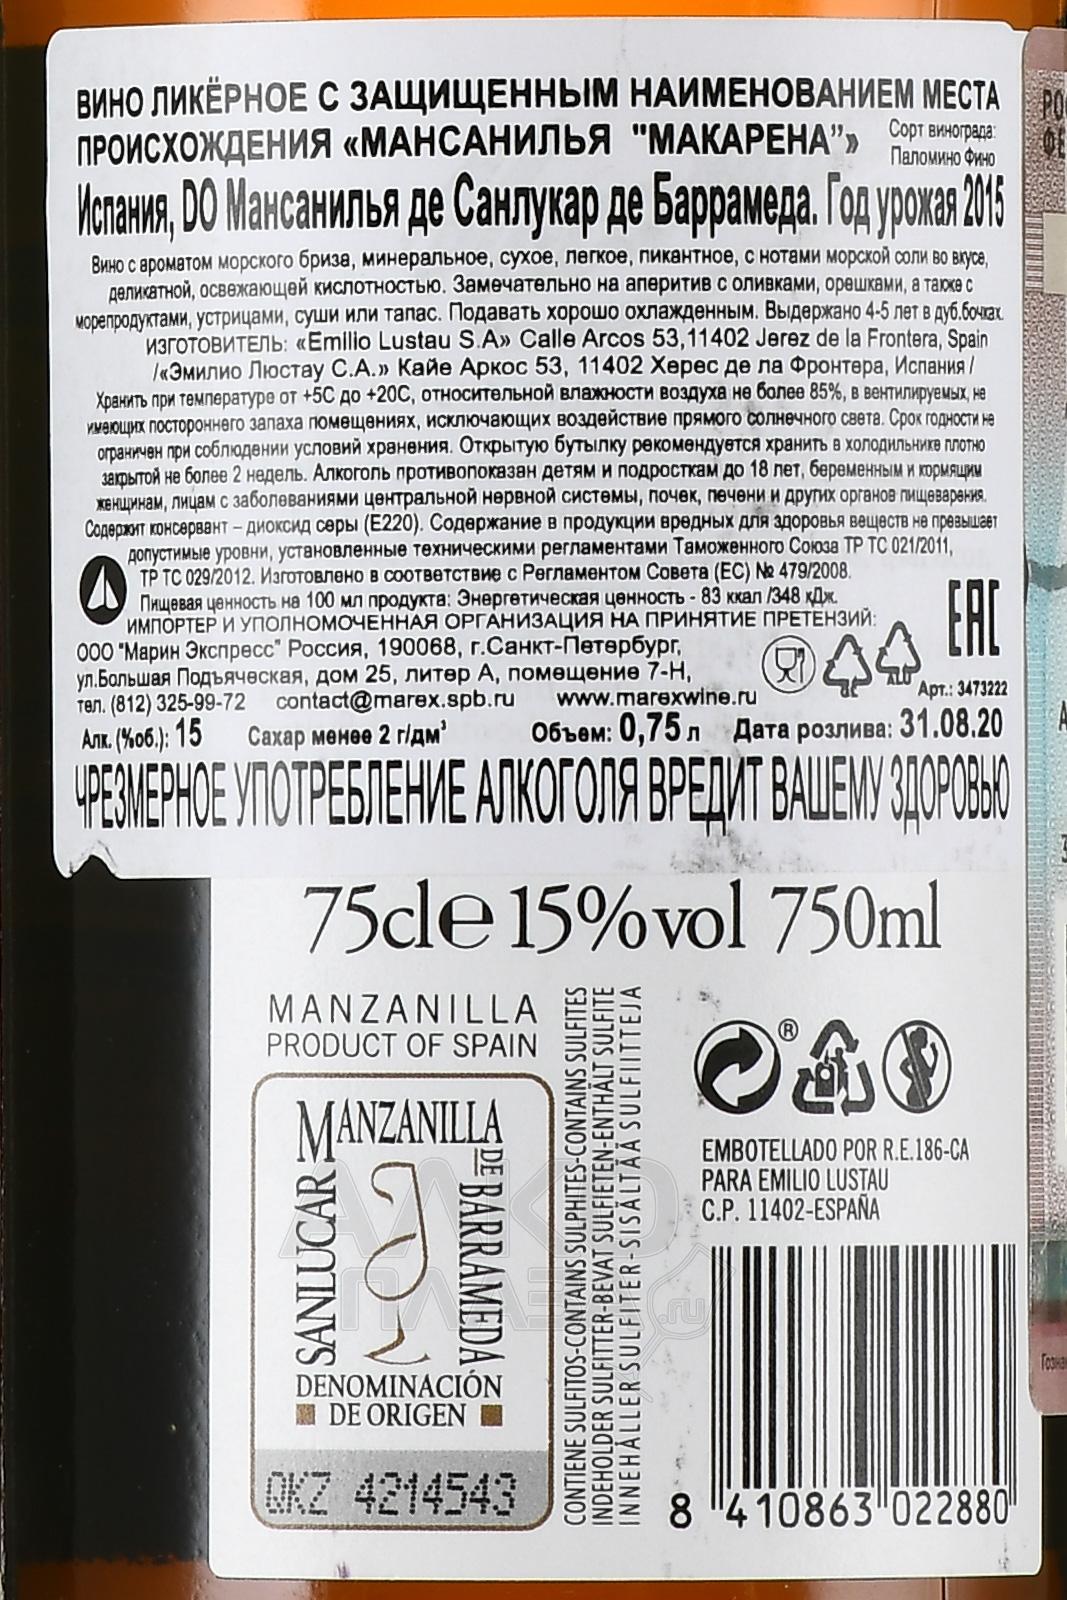 ВИНО ЛИКЁРНОЕ С ЗАЩИЩЕННЫМ НАИМЕНОВАНИЕМ МЕСТА
ПРОИСХОЖДЕНИЯ «МАНСАНИЛЬЯ "МАКАРЕНА"»
Сорт винограда:
Паломино Фино
Испания, DO Мансанилья де Санлукар де Баррамеда. Год урожая 2015
Вино с ароматом морского бриза, минеральное, сухое, легкое, пикантное, с нотами морской соли во вкусе,
деликатной, освежающей кислотностью. Замечательно на аперитив с оливками, орешками, а также с
морепродуктами, устрицами, суши или тапас. Подавать хорошо охлажденным. Выдержано 4-5 лет в дуб.бочках.
ИЗГОТОВИТЕЛЬ: «Emilio Lustau S.A» Calle Arcos 53,11402 Jerez de la Frontera, Spain
/«Эмилио Люстау С.А.» Кайе Аркос 53, 11402 Херес де ла Фронтера, Испания /
Хранить при температуре от +5С до +20С, относительной влажности воздуха не более 85%, в вентилируемых, не
имеющих постороннего запаха помещениях, исключающих воздействие прямого солнечного света. Срок годности не
ограничен при соблюдении условий хранения. Открытую бутылку рекомендуется хранить в холодильнике плотно
закрытой не более 2 недель. Алкоголь противопоказан детям и подросткам до 18 лет, беременным и кормящим
женщинам, лицам с заболеваниями центральной нервной системы, почек, печени и других органов пищеварения.
Содержит консервант – диоксид серы (Е220). Содержание в продукции вредных для здоровья веществ не превышает
допустимые уровни, установленные техническими регламентами Таможенного Союза ТР ТС 021/2011,
ТР ТС 029/2012. Изготовлено в соответствие с Регламентом Совета (ЕС) № 479/2008.
Пищевая ценность на 100 мл продукта: Энергетическая ценность - 83 ккал /348 кДж.
ИМПОРТЕР И УПОЛНОМОЧЕННАЯ ОРГАНИЗАЦИЯ НА ПРИНЯТИЕ ПРЕТЕНЗИЙ:
ООО "Марин Экспресс" Россия, 190068, г.Санкт-Петербург,
ул.Большая Подъяческая, дом 25, литер А, помещение 7-Н,
тел. (812) 325-99-72 contact@marex.spb.ru www.marexwine.ru
EAC
Арт.: 3473222
Алк.(%об.): 15 Сахар менее 2 г/дм³ Объем: 0,75 л Дата розлива: 31.08.20
ЧРЕЗМЕРНОЕ УПОТРЕБЛЕНИЕ АЛКОГОЛЯ ВРЕДИТ ВАШЕМУ ЗДОРОВЬЮ
75cl e 15%vol 750ml
MANZANILLA
PRODUCT OF SPAIN
MANZANILLA
SANLUCAR
DE BARRAMEDA
DENOMINACIÓN
DE ORIGEN
QKZ 4214543
CONTIENE SULFITOS-CONTAINS SULPHITES-CONTAINS SULFITES
INDEHOLDER SULFITTER-BEVAT SULFIETEN-ENTHÄLT SULFITE
INNEHÅLLER SULFITER-SISÄLTÄÄ SULFIITTEJA
®
EMBOTELLADO POR R.E.186-CA
PARA EMILIO LUSTAU
C.P. 11402-ESPAÑA
8 410863 022880
АЛКО
ПЛАЗА
.ru